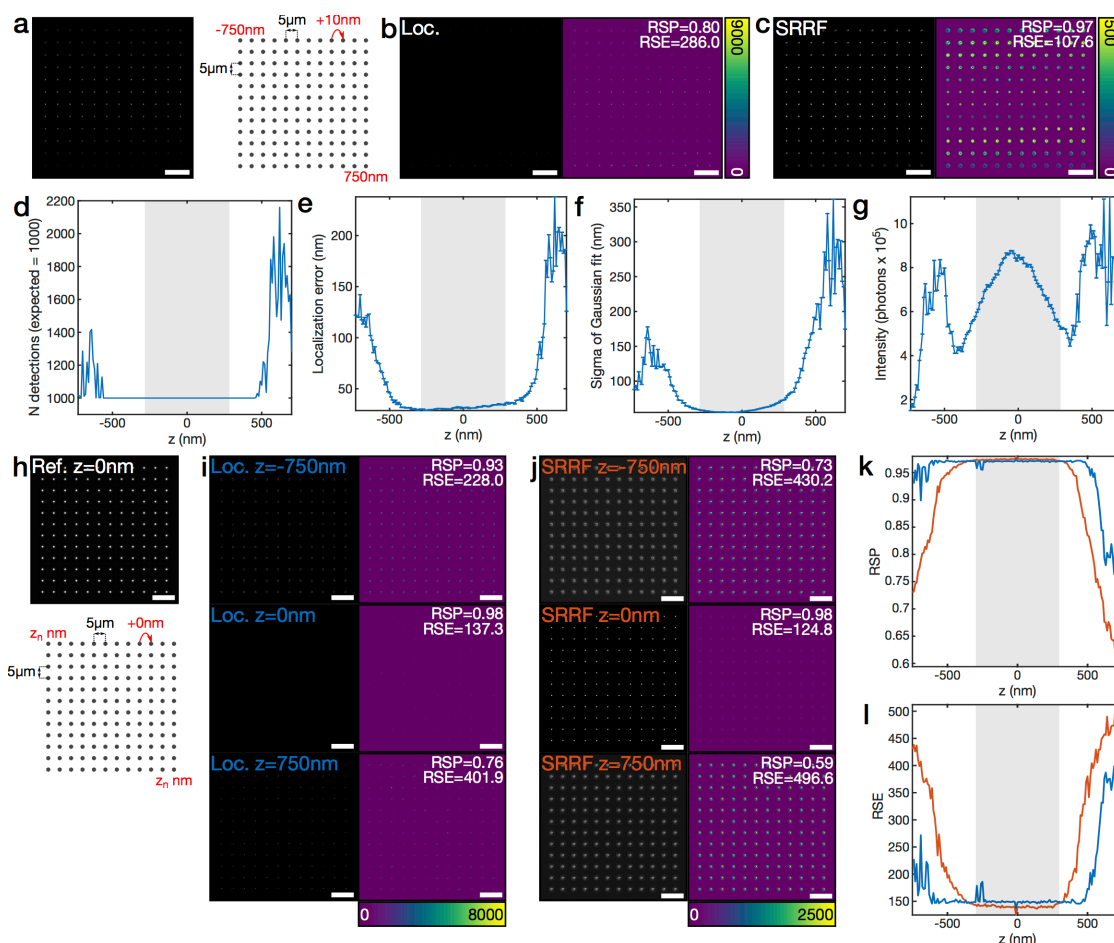 a
-750nm
5µm
+10nm
5µm
750nm
b
Loc.
RSP=0.80
RSE=286.0
9000
0
c
SRRF
RSP=0.97
RSE=107.6
500
0
d
N detections (expected = 1000)
2200
2000
1800
1600
1400
1200
1000
-500
0
500
z (nm)
e
Localization error (nm)
200
150
100
50
-500
0
500
z (nm)
f
Sigma of Gaussian fit (nm)
350
300
250
200
150
100
-500
0
500
z (nm)
g
Intensity (photons x 10⁵)
10
8
6
4
2
-500
0
500
z (nm)
h
Ref. z=0nm
zₙ nm
5µm
+0nm
5µm
zₙ nm
i
Loc. z=-750nm
RSP=0.93
RSE=228.0
Loc. z=0nm
RSP=0.98
RSE=137.3
Loc. z=750nm
RSP=0.76
RSE=401.9
0
8000
j
SRRF z=-750nm
RSP=0.73
RSE=430.2
SRRF z=0nm
RSP=0.98
RSE=124.8
SRRF z=750nm
RSP=0.59
RSE=496.6
0
2500
k
RSP
0.95
0.9
0.85
0.8
0.75
0.7
0.65
0.6
-500
0
500
z (nm)
l
RSE
500
450
400
350
300
250
200
150
-500
0
500
z (nm)